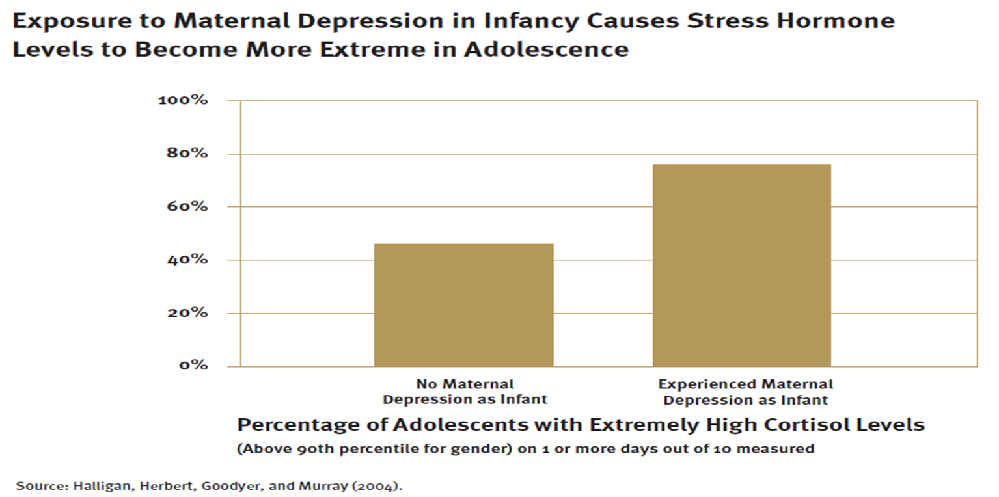 Exposure to Maternal Depression in Infancy Causes Stress Hormone
Levels to Become More Extreme in Adolescence
100%
80%
60%
40%
20%
0%
No Maternal
Depression as Infant
Experienced Maternal
Depression as Infant
Percentage of Adolescents with Extremely High Cortisol Levels
(Above 90th percentile for gender) on 1 or more days out of 10 measured
Source: Halligan, Herbert, Goodyer, and Murray (2004).